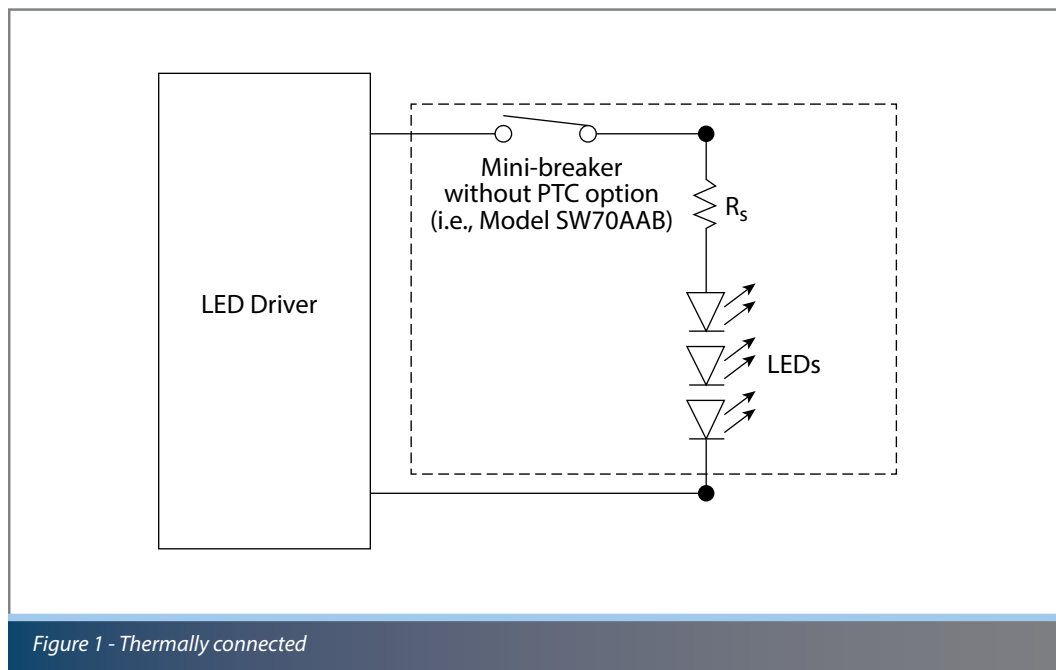 LED Driver
Mini-breaker
without PTC option
(i.e., Model SW70AAB)
Rs
LEDs
Figure 1 - Thermally connected